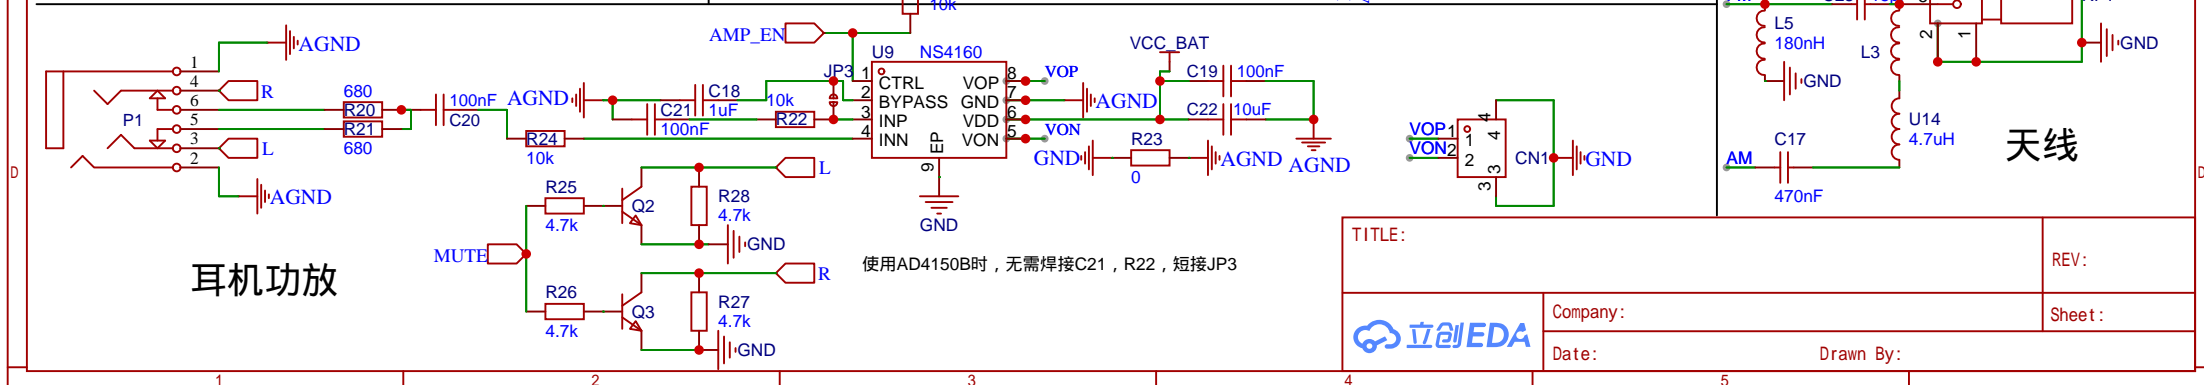 10k
AMP_EN
AGND
1
4
6
5
3
2
R
L
P1
AGND
680
R20
R21
680
100nF
C20
AGND
C18
1uF
C21
100nF
10k
R22
JP3
R24
10k
U9
NS4160
1
2
3
4
CTRL
BYPASS
INP
INN
VOP
GND
VDD
VON
8
7
6
5
EP
9
GND
VOP
AGND
VON
VCC_BAT
C19
100nF
C22
10uF
AGND
GND
R23
0
AGND
VOP
VON
1
2
1
2
4
4
3
3
CN1
GND
L5
180nH
GND
L3
2
1
GND
U14
4.7uH
AM
C17
470nF
天线
MUTE
R25
4.7k
Q2
R28
4.7k
L
GND
R26
4.7k
Q3
R27
4.7k
R
GND
耳机功放
使用AD4150B时，无需焊接C21，R22，短接JP3
TITLE:
REV:
立创EDA
Company:
Sheet:
Date:
Drawn By:
D
D
1
2
3
4
5